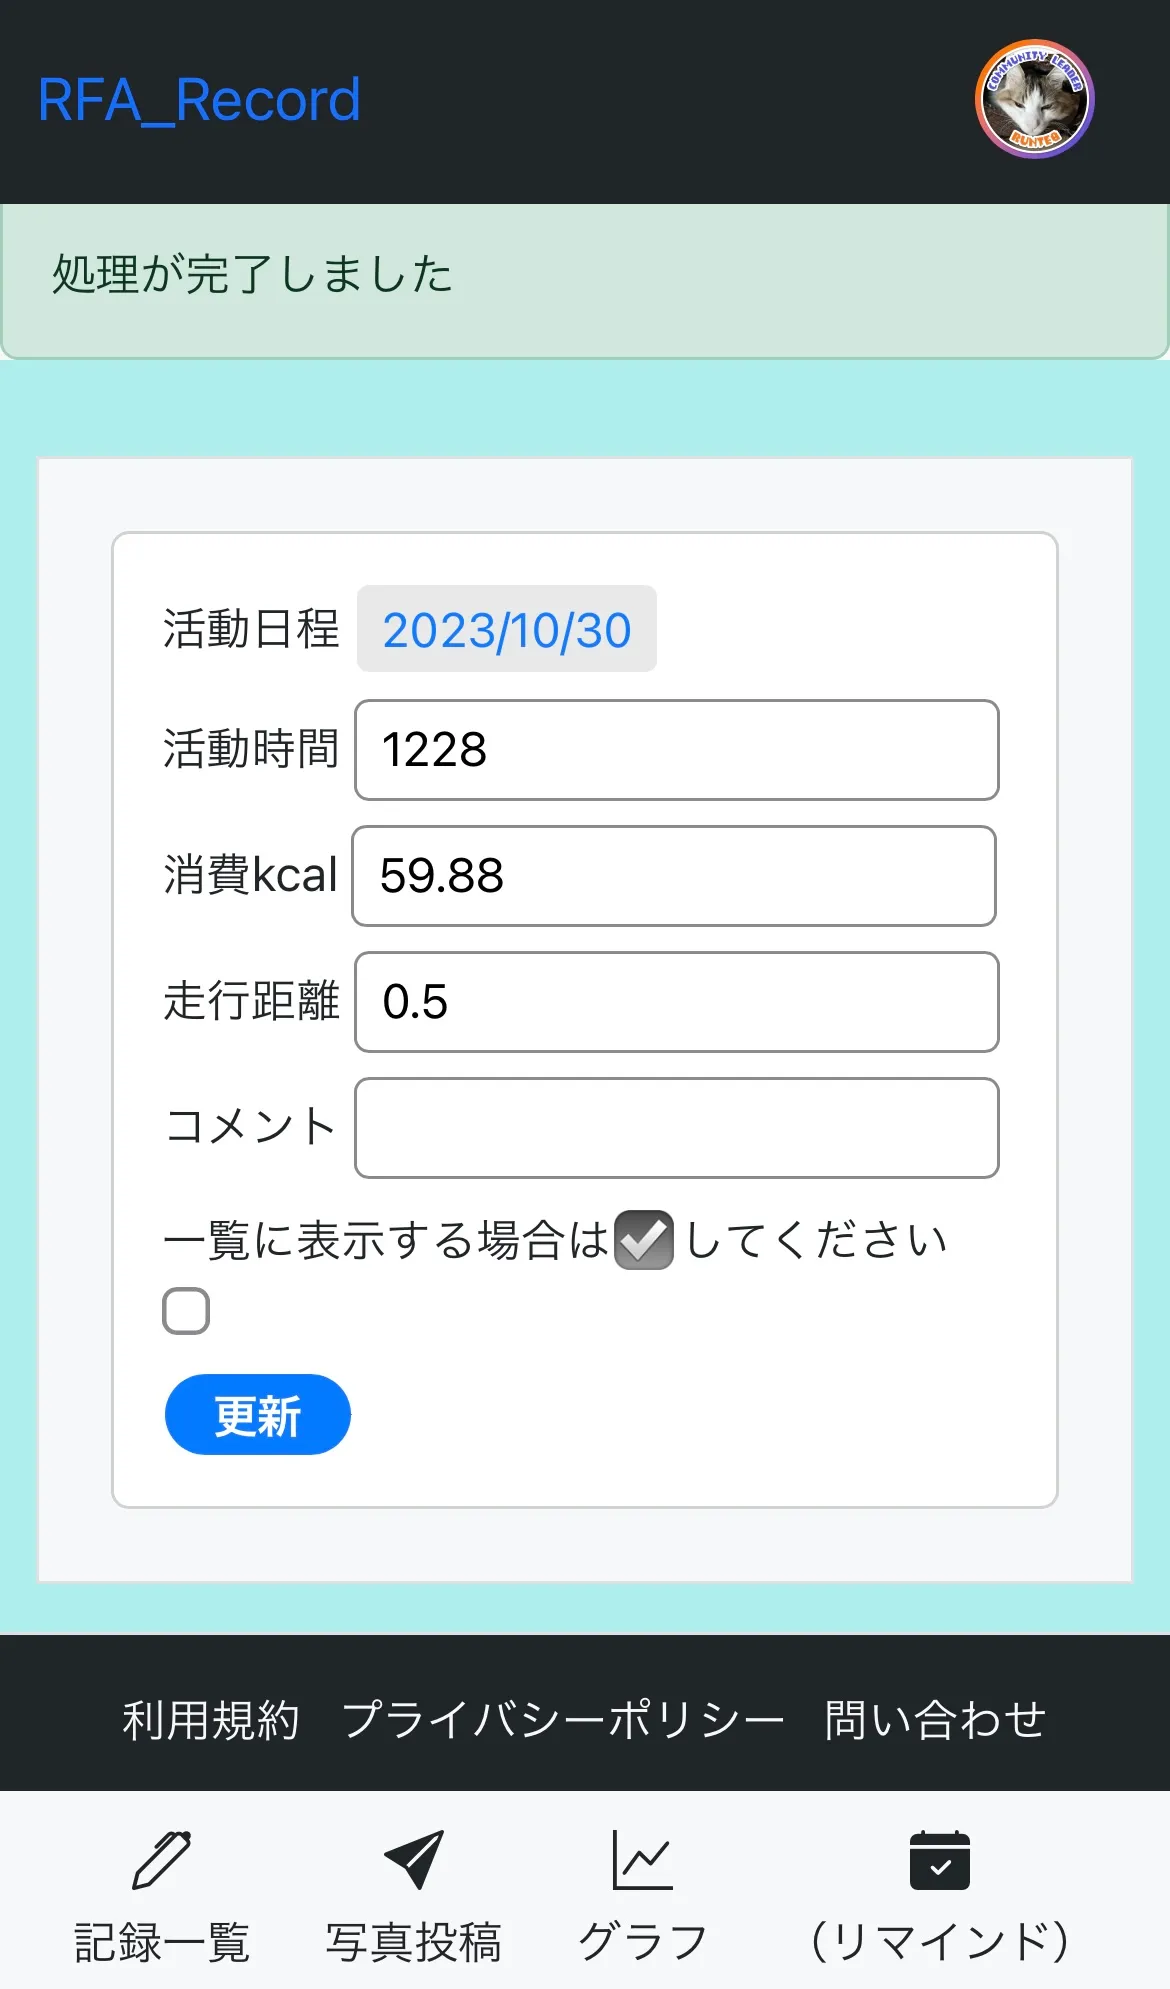 RFA_Record
COMMUNITY LEADER
RUNTEQ
処理が完了しました
活動日程 2023/10/30
活動時間 1228
消費kcal 59.88
走行距離 0.5
コメント
一覧に表示する場合は☑してください
更新
利用規約 プライバシーポリシー 問い合わせ
記録一覧 写真投稿 グラフ (リマインド)